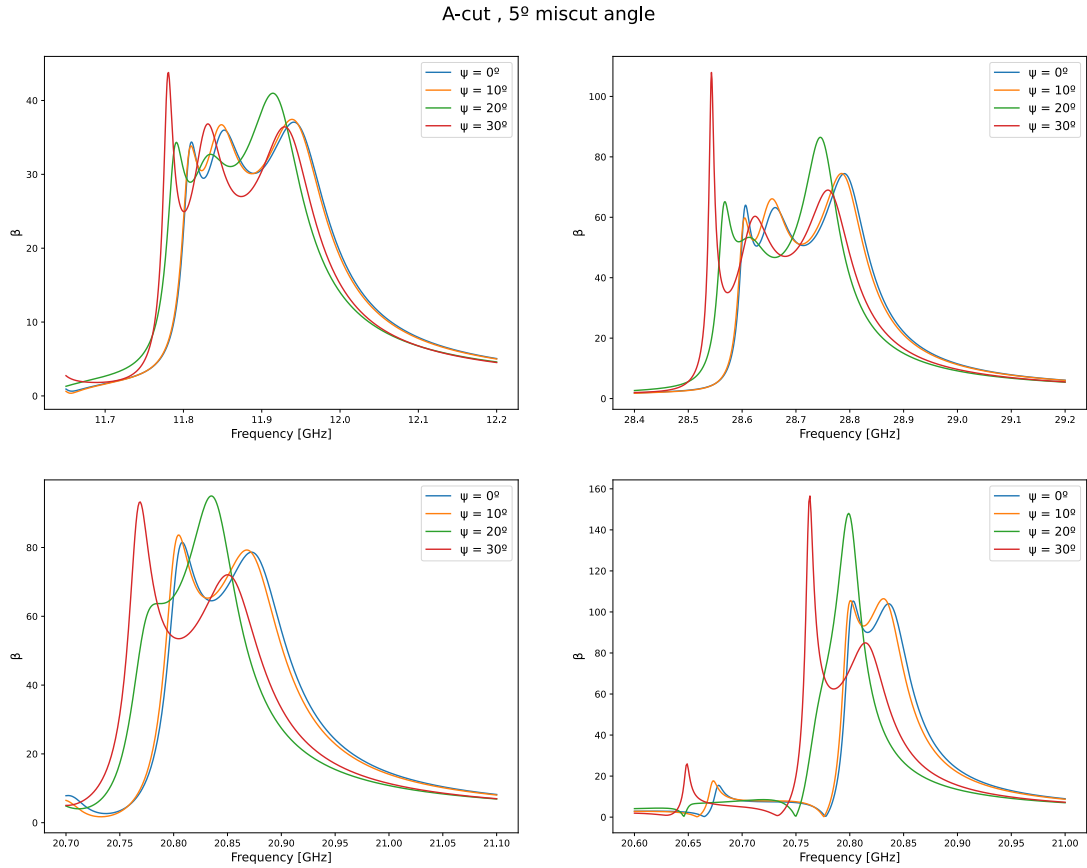 A-cut , 5º miscut angle
ψ = 0º
ψ = 10º
ψ = 20º
ψ = 30º
40
30
20
10
0
β
11.7 11.8 11.9 12.0 12.1 12.2
Frequency [GHz]
ψ = 0º
ψ = 10º
ψ = 20º
ψ = 30º
100
80
60
40
20
0
β
28.4 28.5 28.6 28.7 28.8 28.9 29.0 29.1 29.2
Frequency [GHz]
ψ = 0º
ψ = 10º
ψ = 20º
ψ = 30º
80
60
40
20
0
β
20.70 20.75 20.80 20.85 20.90 20.95 21.00 21.05 21.10
Frequency [GHz]
ψ = 0º
ψ = 10º
ψ = 20º
ψ = 30º
160
140
120
100
80
60
40
20
0
β
20.60 20.65 20.70 20.75 20.80 20.85 20.90 20.95 21.00
Frequency [GHz]